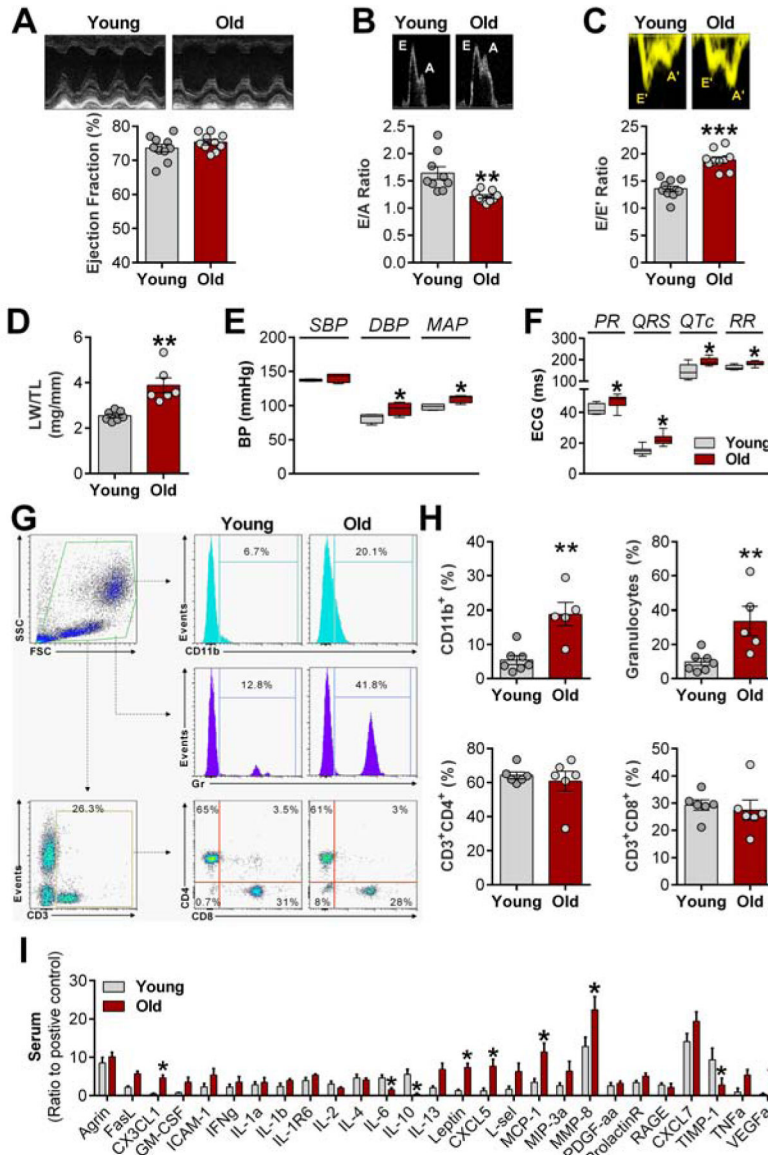 A
Young Old
Ejection Fraction (%)
80
70
60
50
40
Young Old
B
Young Old
E A E A
E/A Ratio
2.5
2.0
1.5
1.0
0.5
0.0
**
Young Old
C
Young Old
E' A' E' A'
E/E' Ratio
25
20
15
10
5
0
***
Young Old
D
LW/TL
(mg/mm)
6
4
2
0
**
Young Old
E
SBP DBP MAP
BP (mmHg)
200
150
100
50
0
* *
F
PR QRS QTc RR
ECG (ms)
300
200
100
40
20
0
* * * *
Young
Old
G
Young Old
SSC
FSC
Events
CD11b
6.7% 20.1%
Events
Gr
12.8% 41.8%
Events
CD3
26.3%
CD4
CD8
65% 3.5% 61% 3%
0.7% 31% 8% 28%
H
CD11b+ (%)
40
30
20
10
0
**
Young Old
Granulocytes (%)
80
60
40
20
0
**
Young Old
CD3+CD4+ (%)
80
60
40
20
0
Young Old
CD3+CD8+ (%)
50
40
30
20
10
0
Young Old
I
Young
Old
Serum
(Ratio to postive control)
30
20
10
0
* * * * * * * *
Agrin
FasL
CX3CL1
GM-CSF
ICAM-1
IFNg
IL-1a
IL-1b
IL-1R6
IL-2
IL-4
IL-6
IL-10
IL-13
Leptin
CXCL5
L-sel
MCP-1
MIP-3a
MMP-8
PDGF-aa
ProlactinR
RAGE
CXCL7
TIMP-1
TNFa
VEGFa